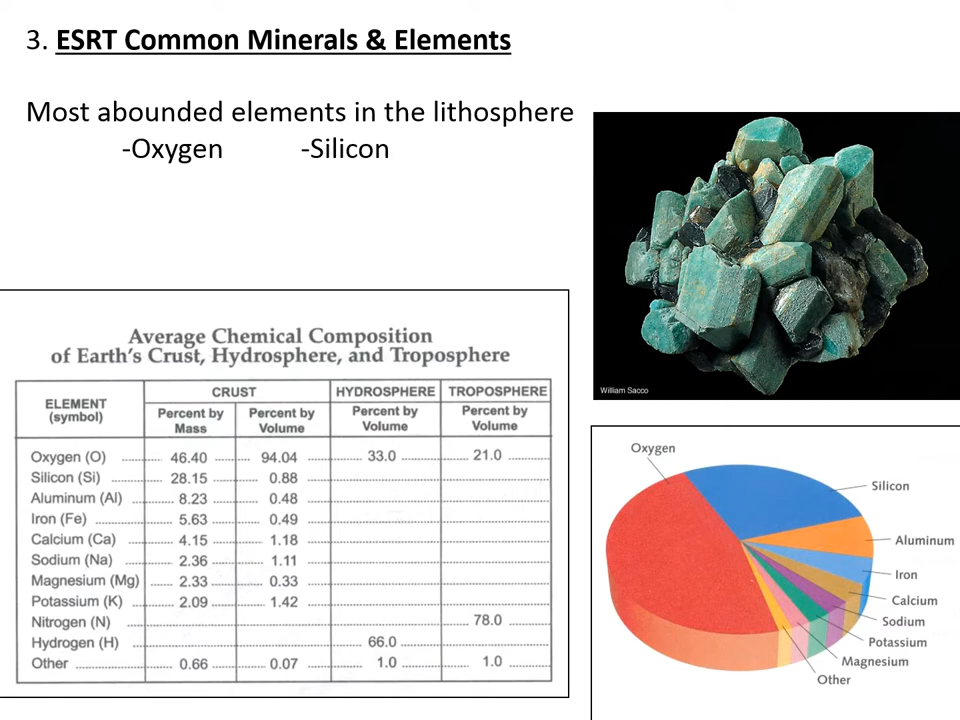 3. ESRT Common Minerals & Elements
Most abounded elements in the lithosphere
-Oxygen -Silicon
William Sacco
Average Chemical Composition
of Earth's Crust, Hydrosphere, and Troposphere
ELEMENT (symbol) CRUST HYDROSPHERE TROPOSPHERE
Percent by Mass Percent by Volume Percent by Volume Percent by Volume
Oxygen (O) 46.40 94.04 33.0 21.0
Silicon (Si) 28.15 0.88
Aluminum (Al) 8.23 0.48
Iron (Fe) 5.63 0.49
Calcium (Ca) 4.15 1.18
Sodium (Na) 2.36 1.11
Magnesium (Mg) 2.33 0.33
Potassium (K) 2.09 1.42
Nitrogen (N) 78.0
Hydrogen (H) 66.0
Other 0.66 0.07 1.0 1.0
Oxygen
Silicon
Aluminum
Iron
Calcium
Sodium
Potassium
Magnesium
Other